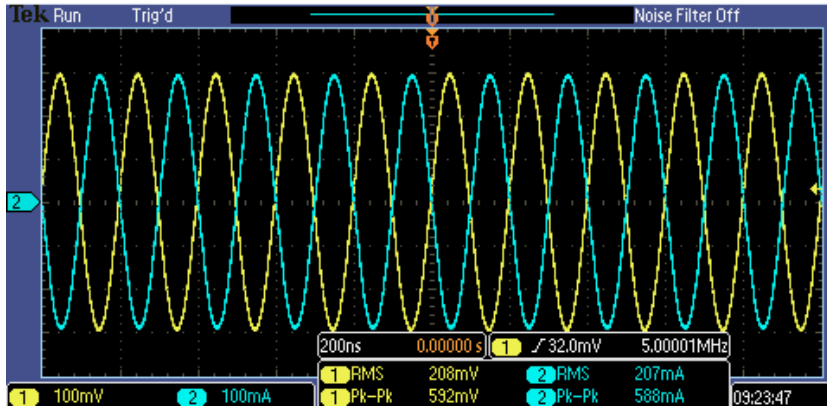 Tek Run Trig'd Noise Filter Off
2
200ns 0.00000 s 1 32.0mV 5.00001MHz
1 RMS 208mV 2 RMS 207mA
1 Pk-Pk 592mV 2 Pk-Pk 588mA
1 100mV 2 100mA 09:23:47